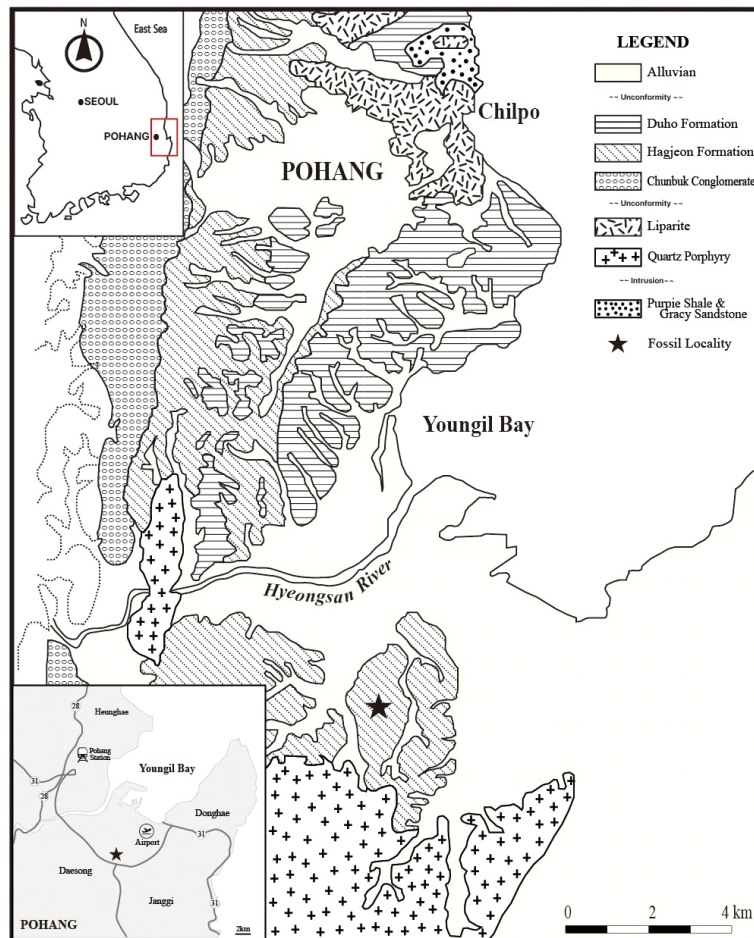 N
East Sea
SEOUL
POHANG
Chilpo
POHANG
Youngil Bay
Hyeongsan River
LEGEND
Alluvian
~~ Unconformity ~~
Duho Formation
Hagjeon Formation
Chunbuk Conglomerate
~~ Unconformity ~~
Liparite
Quartz Porphyry
~~ Intrusion ~~
Purpie Shale &
Gracy Sandstone
Fossil Locality
28
Heunghae
Pohang
Station
31
28
Youngil Bay
Donghae
Airport
31
Daesong
Janggi
31
POHANG
2km
0 2 4 km